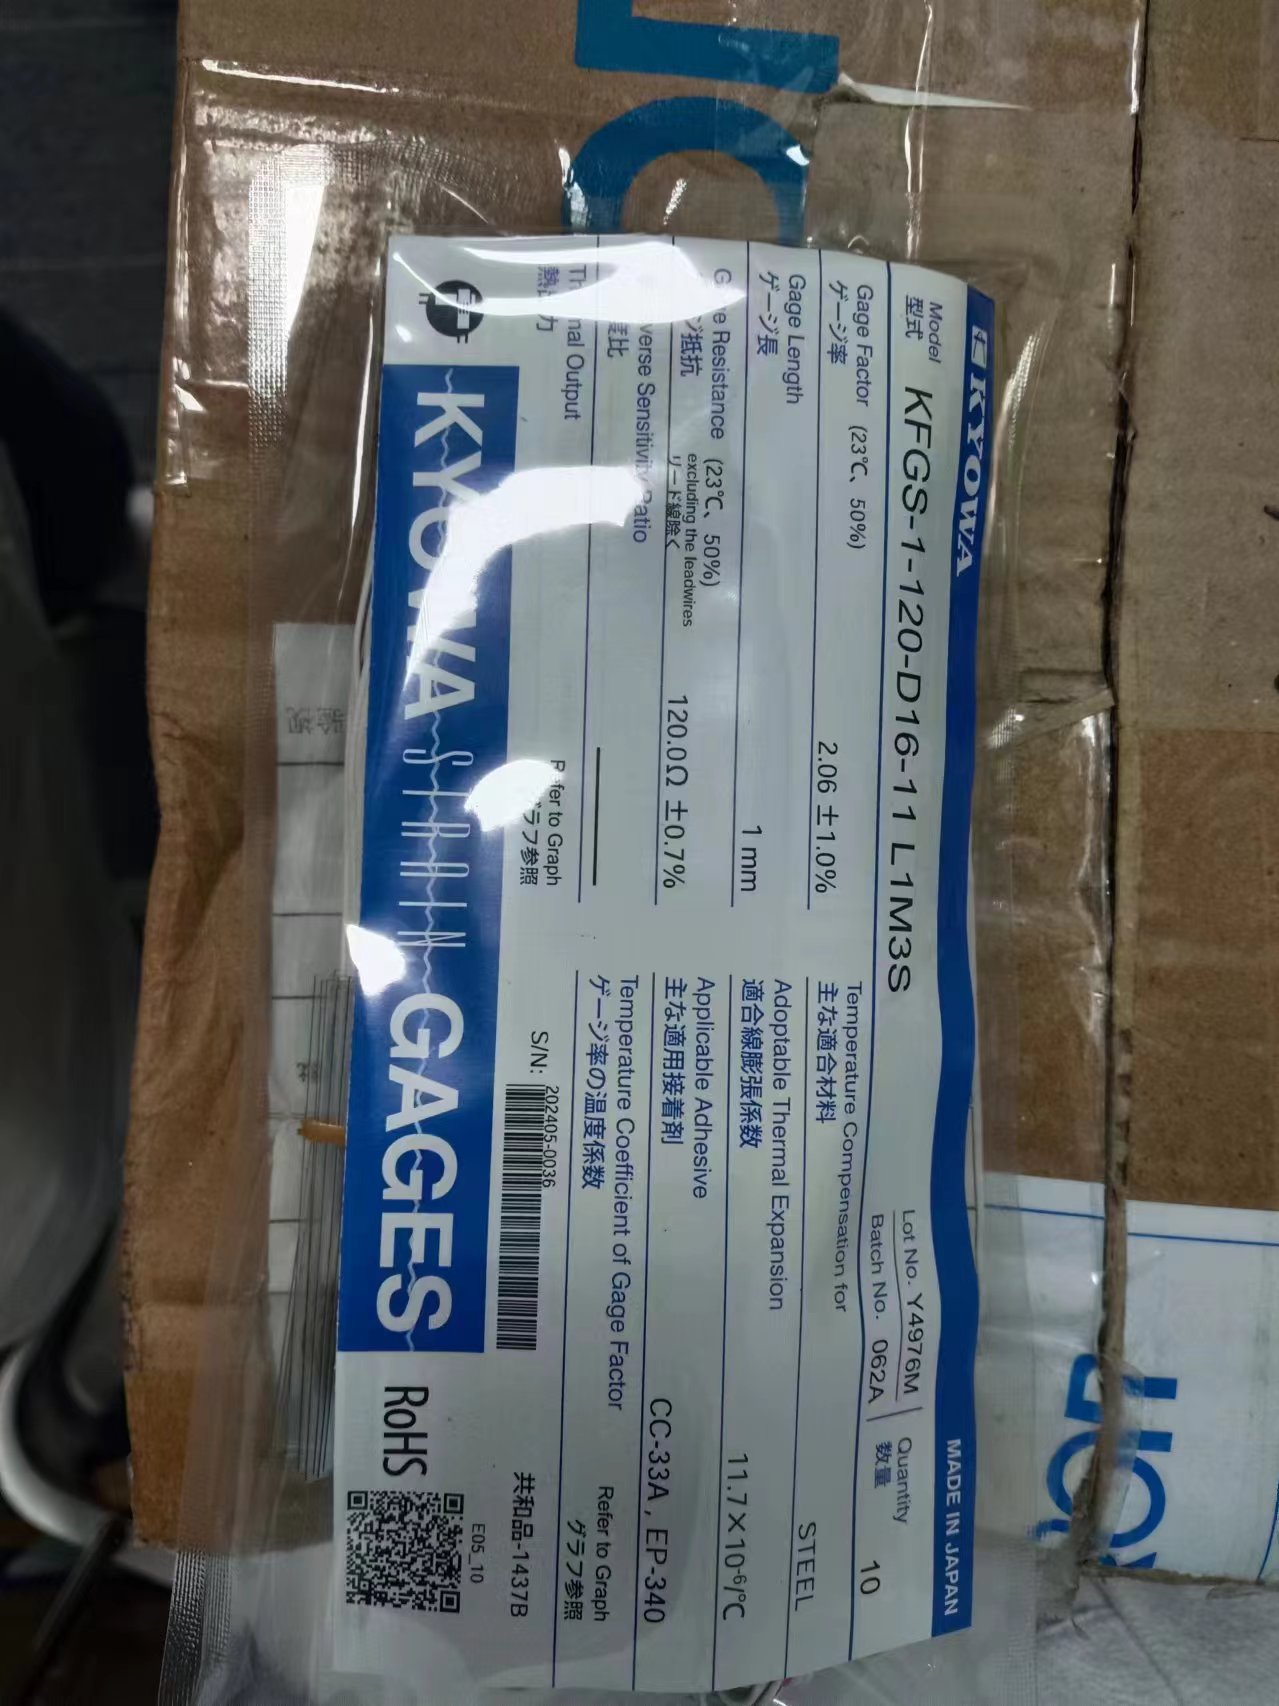 KYOWA
MADE IN JAPAN
Model
型式
KFGS-1-120-D16-11 L1M3S
Lot No. Y4976M
Batch No. 062A
Quantity
数量
10
Gage Factor (23℃、50%)
ゲージ率
2.06 ±1.0%
Gage Length
ゲージ長
1 mm
Resistance (23℃、50%)
抵抗
excluding the leadwires
リード線除く
120.0Ω ±0.7%
Sensitivity Ratio
度比
Output
Refer to Graph
参照
Temperature Compensation for
主な適合材料
STEEL
Adoptable Thermal Expansion
適合線膨張係数
11.7×10-6/℃
Applicable Adhesive
主な適用接着剤
CC-33A , EP-340
Temperature Coefficient of Gage Factor
ゲージ率の温度係数
Refer to Graph
グラフ参照
S/N: 202405-0036
共和品-1437B
E05_10
KYOWA STRAIN GAGES
RoHS